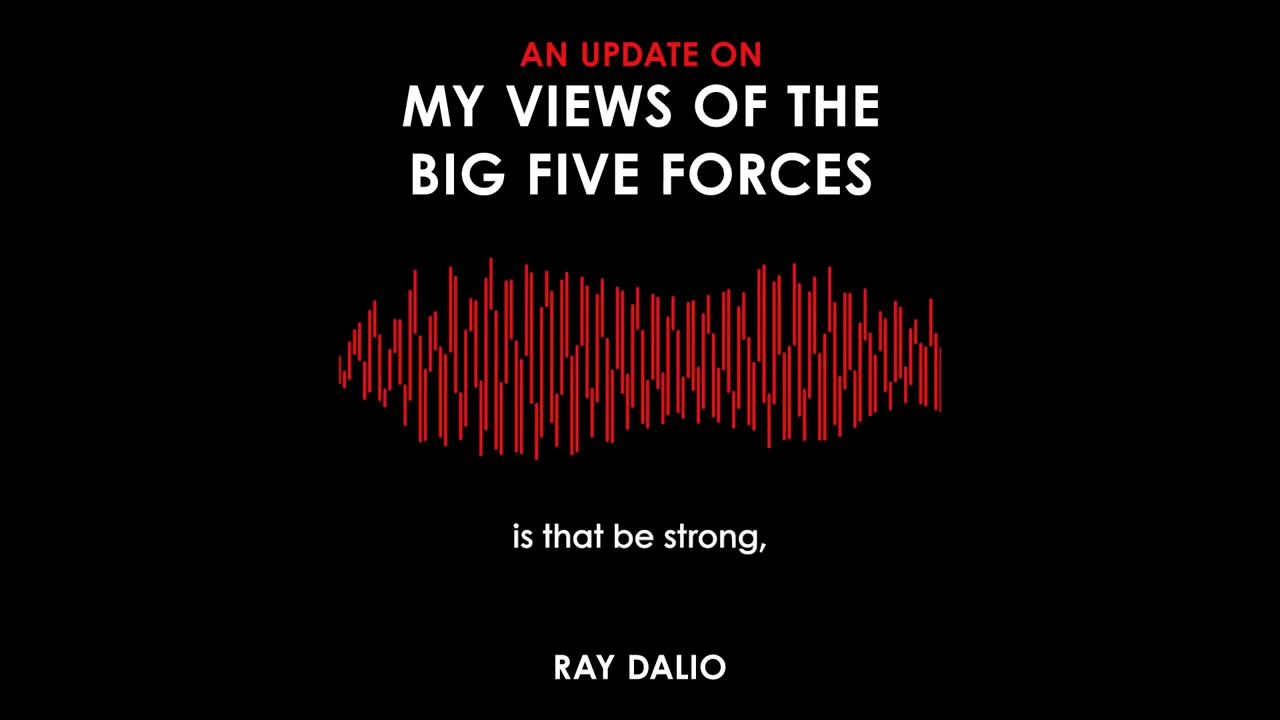 AN UPDATE ON
MY VIEWS OF THE
BIG FIVE FORCES
is that be strong,
RAY DALIO